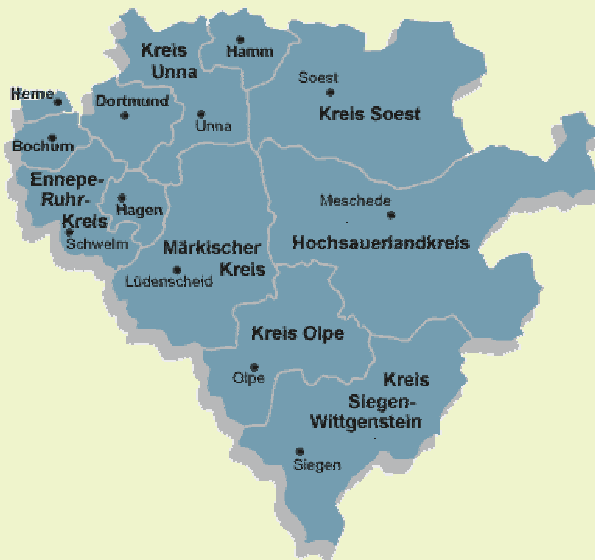 Kreis
Unna
Hamm
Soest
Kreis Soest
Herne
Dortmund
Unna
Bochum
Ennepe-
Ruhr-
Kreis
Hagen
Schwelm
Meschede
Hochsauerlandkreis
Märkischer
Kreis
Lüdenscheid
Kreis Olpe
Olpe
Kreis
Siegen-
Wittgenstein
Siegen